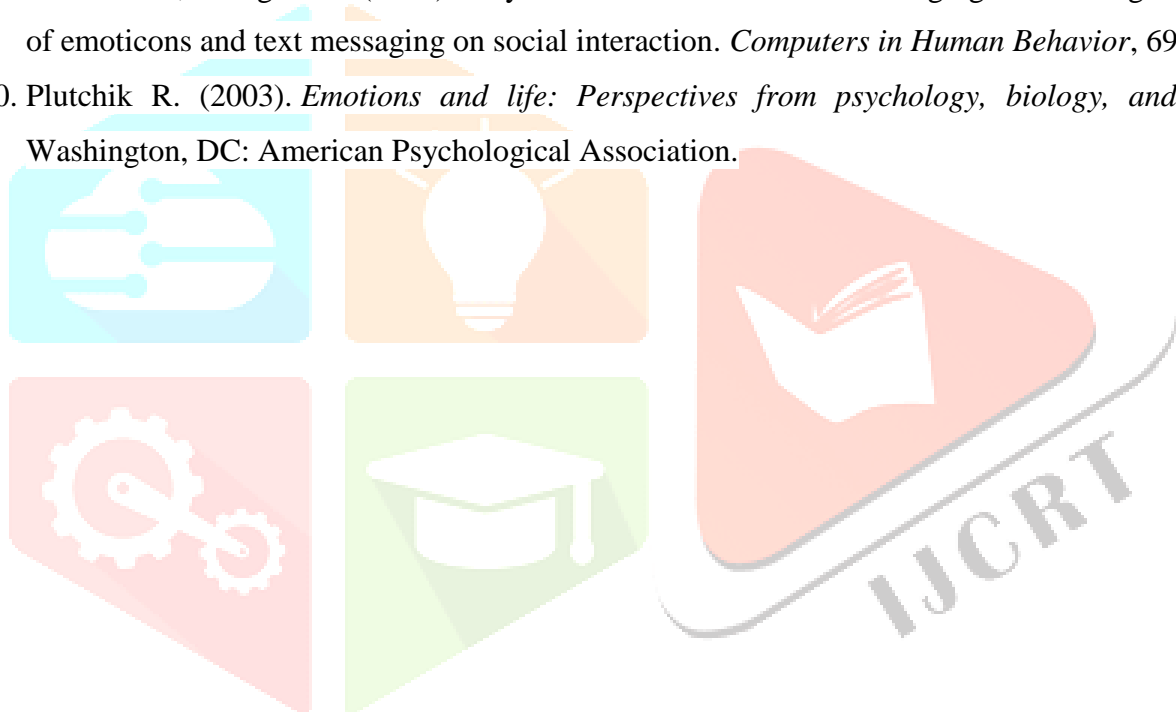 of emoticons and text messaging on social interaction. Computers in Human Behavior, 69
0. Plutchik R. (2003). Emotions and life: Perspectives from psychology, biology, and
Washington, DC: American Psychological Association.
IJCRT